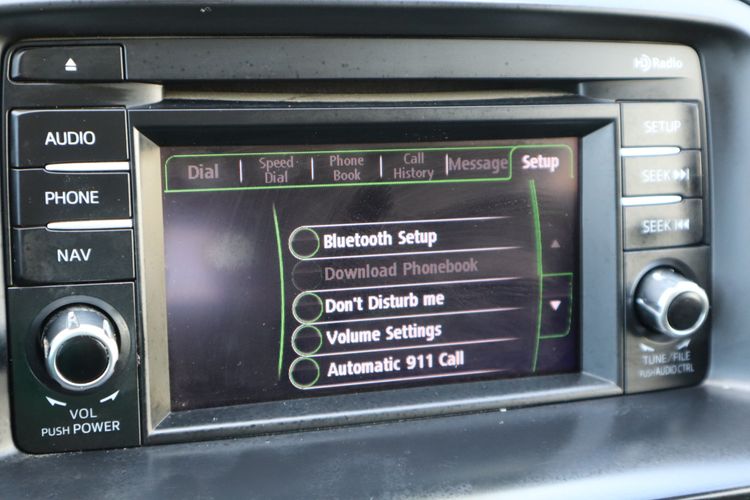 HD Radio
AUDIO
PHONE
NAV
VOL
PUSH POWER
Dial
Speed
Dial
Phone
Book
Call
History
Message
Setup
Bluetooth Setup
Download Phonebook
Don't Disturb me
Volume Settings
Automatic 911 Call
SETUP
SEEK
SEEK
TUNE/FILE
PUSH AUDIO CTRL